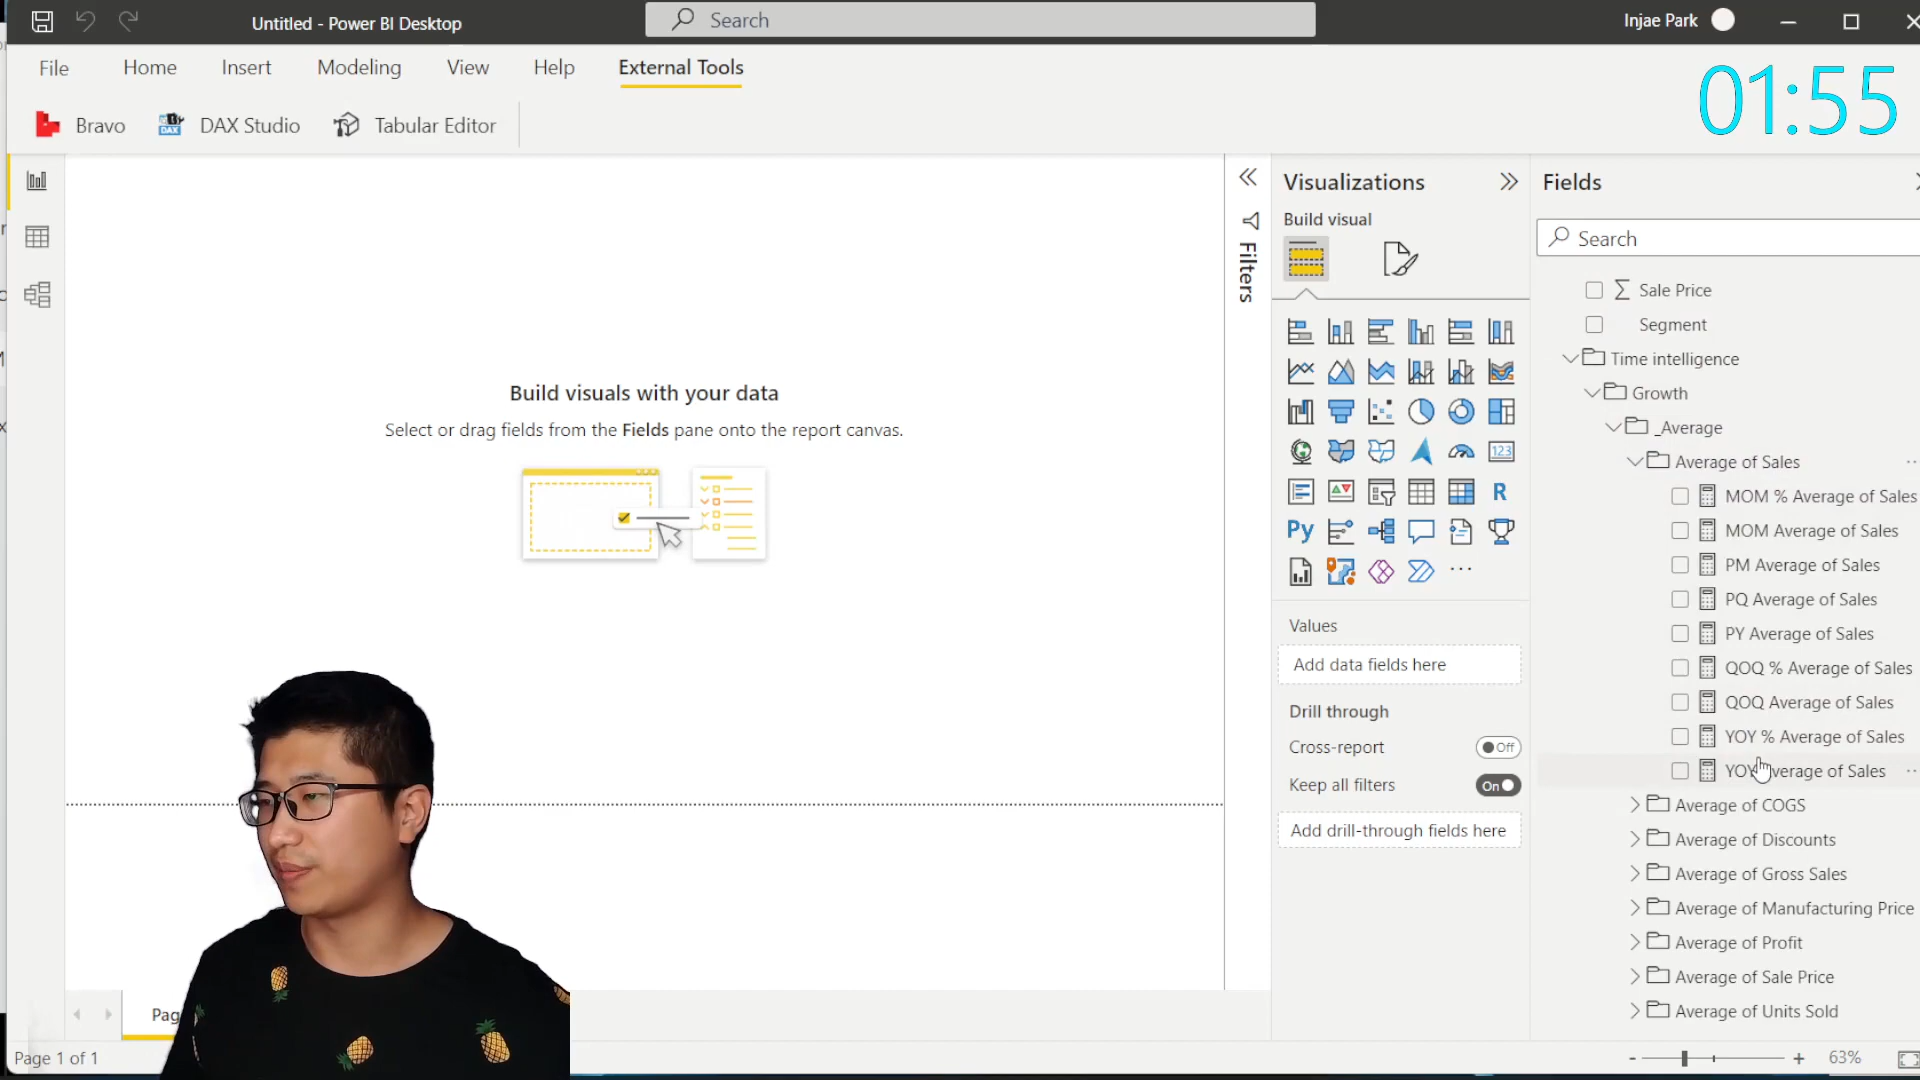 Untitled - Power BI Desktop
Search
Injae Park
File Home Insert Modeling View Help External Tools
01:55
Bravo DAX Studio Tabular Editor
Visualizations
Fields
Build visual
Search
Filters
Sale Price
Segment
Time intelligence
Growth
_Average
Average of Sales
MOM % Average of Sales
MOM Average of Sales
PM Average of Sales
PQ Average of Sales
PY Average of Sales
QOQ % Average of Sales
QOQ Average of Sales
YOY % Average of Sales
YOY Average of Sales
Average of COGS
Average of Discounts
Average of Gross Sales
Average of Manufacturing Price
Average of Profit
Average of Sale Price
Average of Units Sold
Build visuals with your data
Select or drag fields from the Fields pane onto the report canvas.
123
R
Py
Values
Add data fields here
Drill through
Cross-report
Off
Keep all filters
On
Add drill-through fields here
Pag
Page 1 of 1
- + 63%